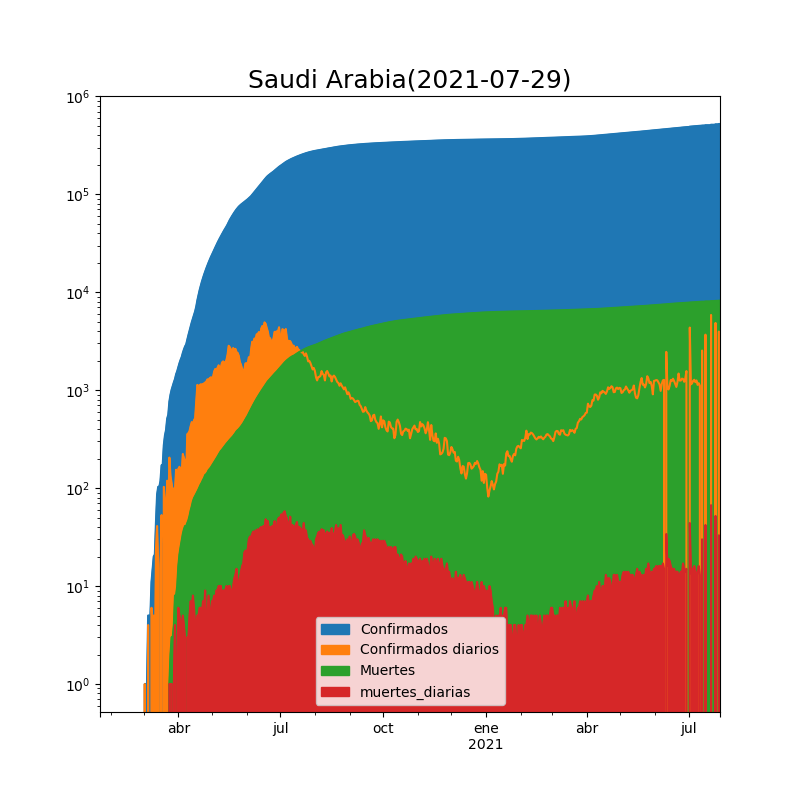 Saudi Arabia(2021-07-29)
10^6
10^5
10^4
10^3
10^2
10^1
10^0
Confirmados
Confirmados diarios
Muertes
muertes_diarias
abr jul oct ene abr jul
2021